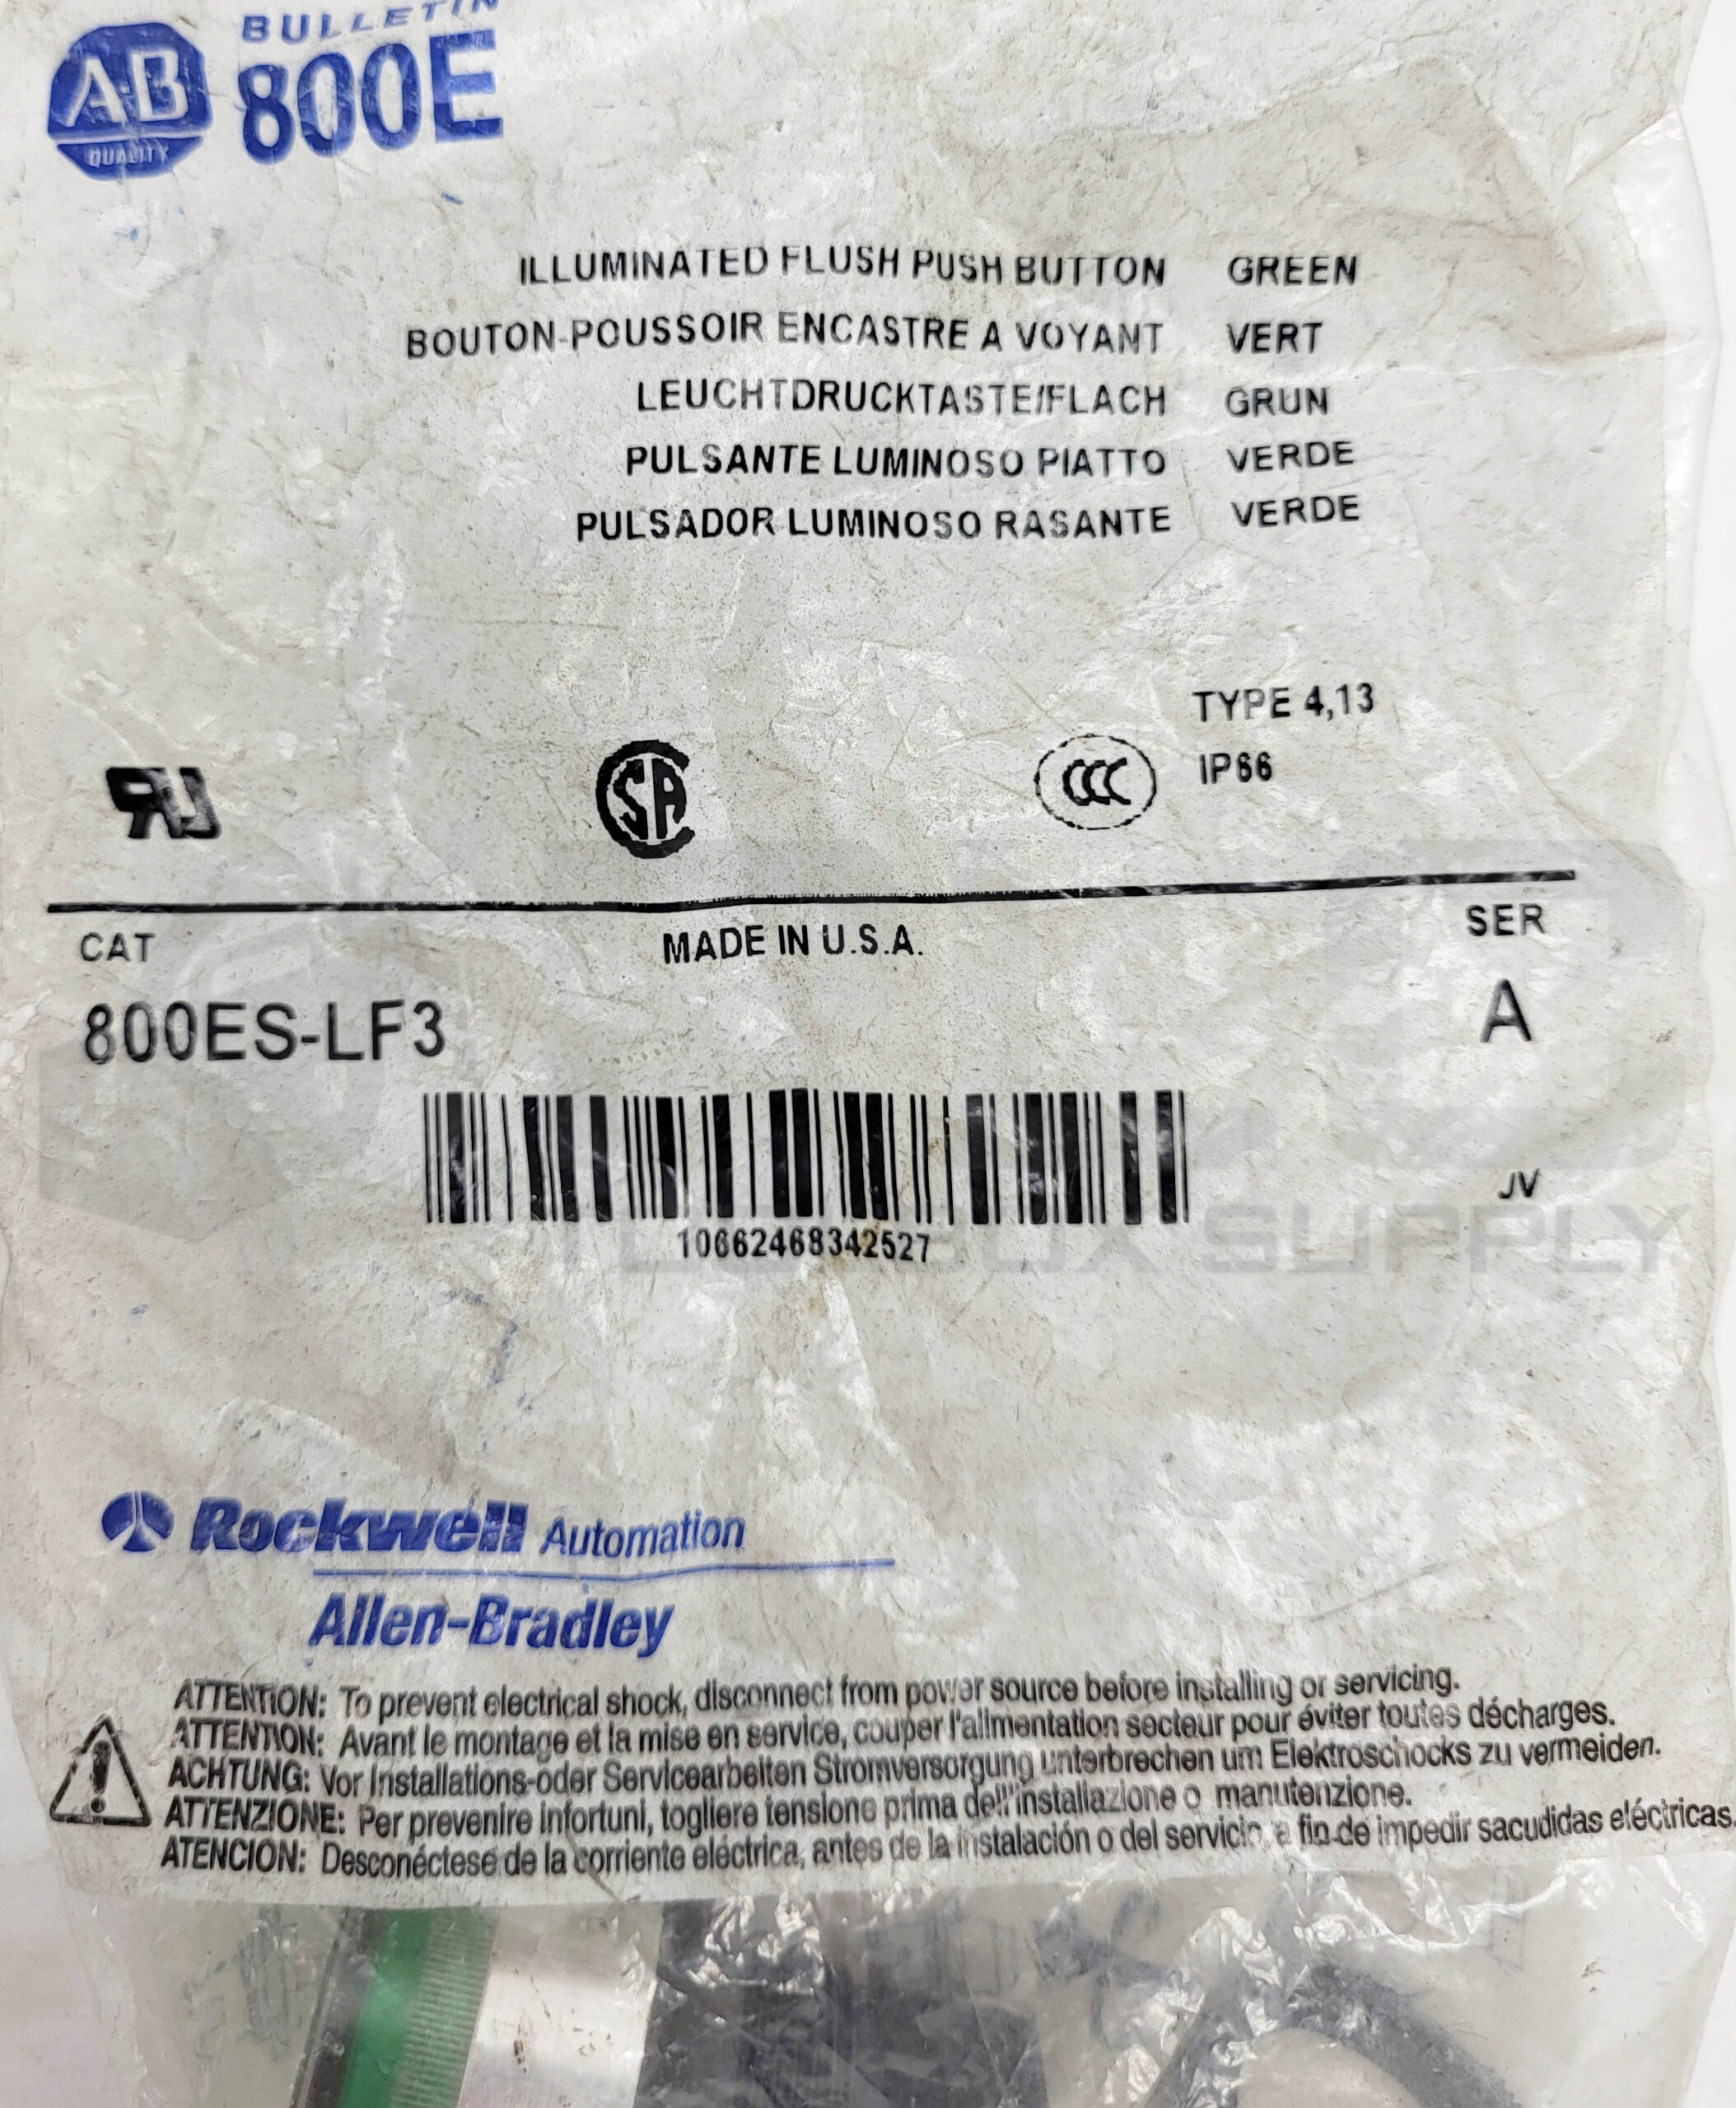 BULLETIN
AB 800E
QUALITY
ILLUMINATED FLUSH PUSH BUTTON GREEN
BOUTON-POUSSOIR ENCASTRE A VOYANT VERT
LEUCHTDRUCKTASTE/FLACH GRUN
PULSANTE LUMINOSO PIATTO VERDE
PULSADOR LUMINOSO RASANTE VERDE
TYPE 4,13
IP66
CAT MADE IN U.S.A. SER
800ES-LF3 A
JV
10662468342527
SUPPLY
Rockwell Automation
Allen-Bradley
ATTENTION: To prevent electrical shock, disconnect from power source before installing or servicing.
ATTENTION: Avant le montage et la mise en service, couper l'alimentation secteur pour éviter toutes décharges.
ACHTUNG: Vor Installations-oder Servicearbeiten Stromversorgung unterbrechen um Elektroschocks zu vermeiden.
ATTENZIONE: Per prevenire infortuni, togliere tensione prima dell'installazione o manutenzione.
ATENCION: Desconéctese de la corriente eléctrica, antes de la instalación o del servicio, a fin de impedir sacudidas eléctricas.